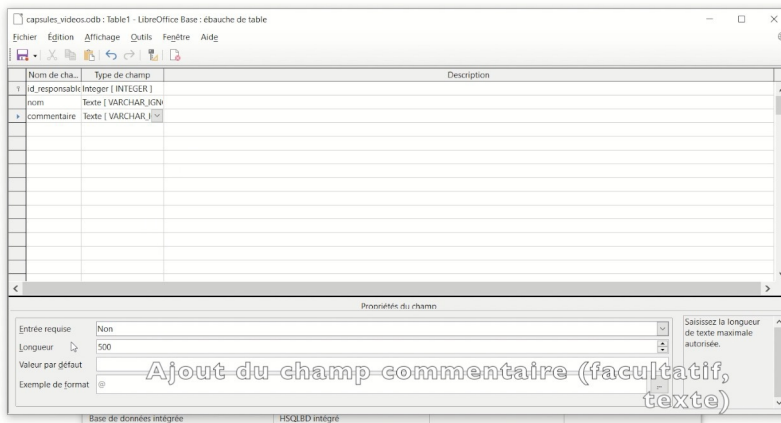 capsules_videos.odb : Table1 - LibreOffice Base : ébauche de table
Fichier Édition Affichage Outils Fenêtre Aide
Nom de cha... Type de champ Description
id_responsable Integer [ INTEGER ]
nom Texte [ VARCHAR_IGN
commentaire Texte [ VARCHAR_I
Propriétés du champ
Entrée requise Non
Longueur 500
Valeur par défaut
Exemple de format @
Saisissez la longueur
de texte maximale
autorisée.
Ajout du champ commentaire (facultatif,
texte)
Base de données intégrée HSQLBD intégré